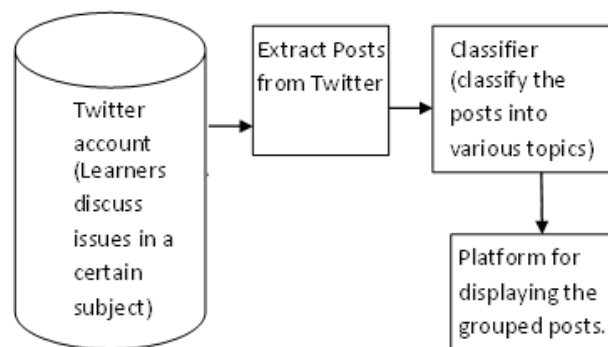 Twitter
account
(Learners
discuss
issues in a
certain
subject)
Extract Posts
from Twitter
Classifier
(classify the
posts into
various topics)
Platform for
displaying the
grouped posts.